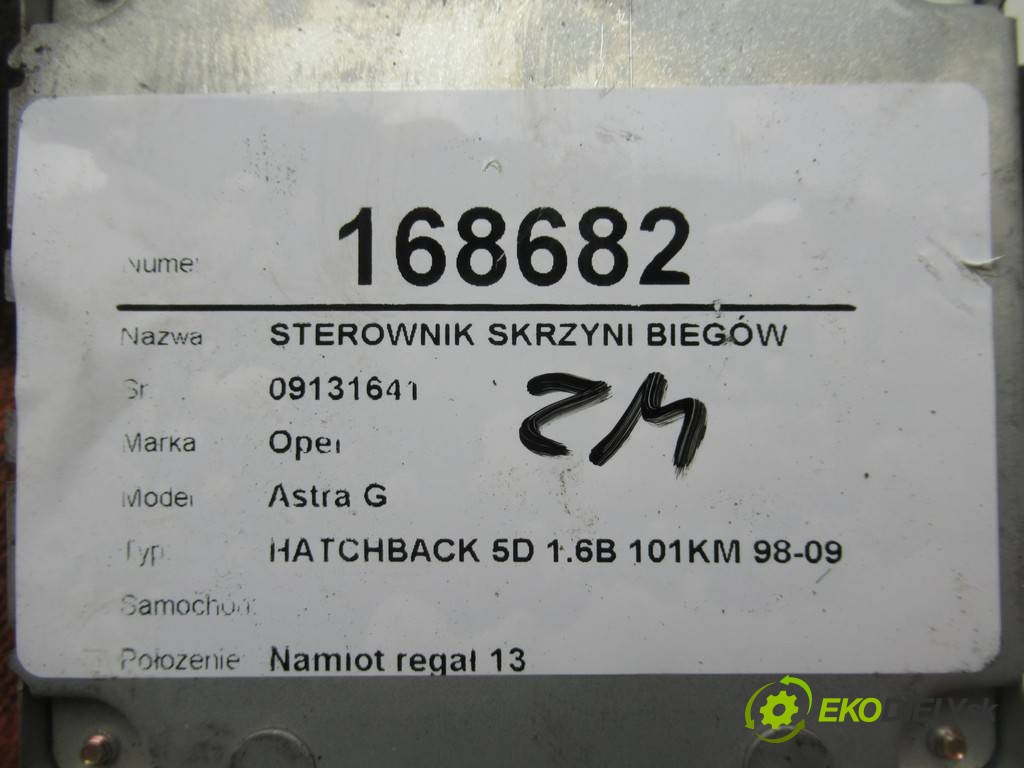 Numer 168682
Nazwa STEROWNIK SKRZYNI BIEGÓW
Sr 09131641
Marka Opel
Model Astra G
Typ HATCHBACK 5D 1.6B 101KM 98-09
Samochód:
Położenie Namiot regał 13
ZM
EKODIELY.sk